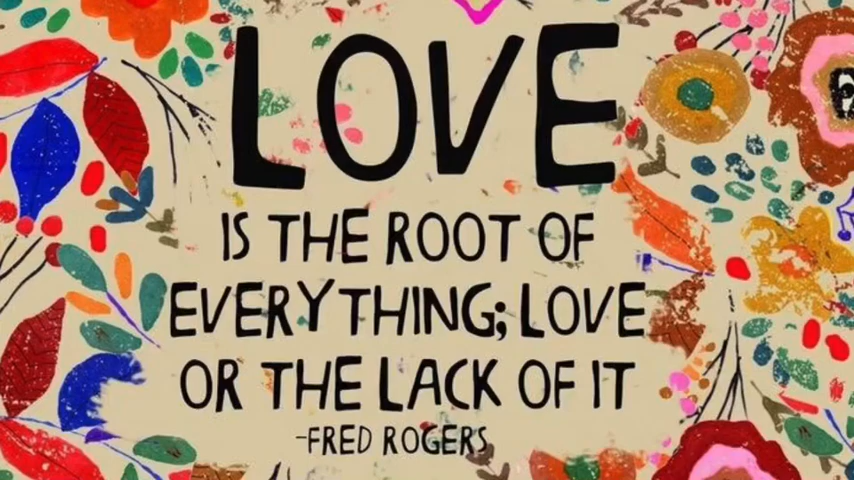 LOVE
IS THE ROOT OF
EVERYTHING; LOVE
OR THE LACK OF IT
-FRED ROGERS